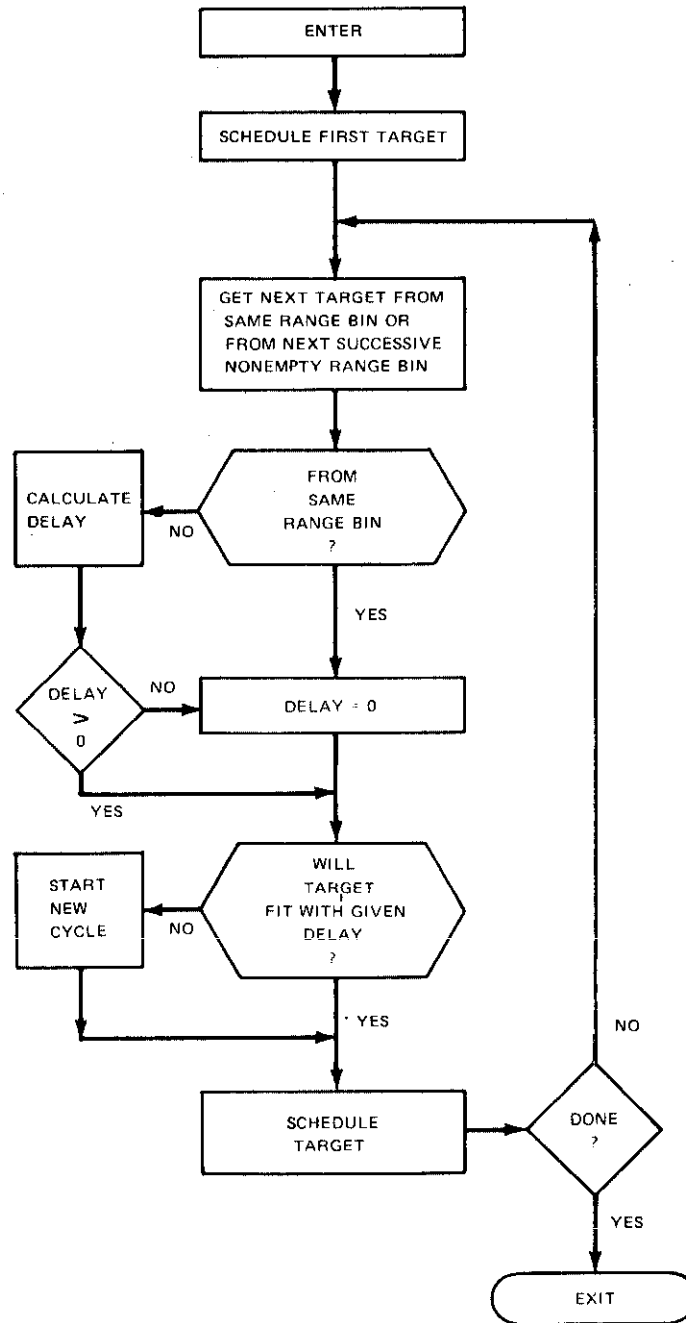 ENTER
SCHEDULE FIRST TARGET
GET NEXT TARGET FROM
SAME RANGE BIN OR
FROM NEXT SUCCESSIVE
NONEMPTY RANGE BIN
FROM
SAME
RANGE BIN
?
NO
CALCULATE
DELAY
YES
DELAY
>
0
NO
DELAY = 0
YES
WILL
TARGET
FIT WITH GIVEN
DELAY
?
NO
START
NEW
CYCLE
YES
SCHEDULE
TARGET
DONE
?
NO
YES
EXIT